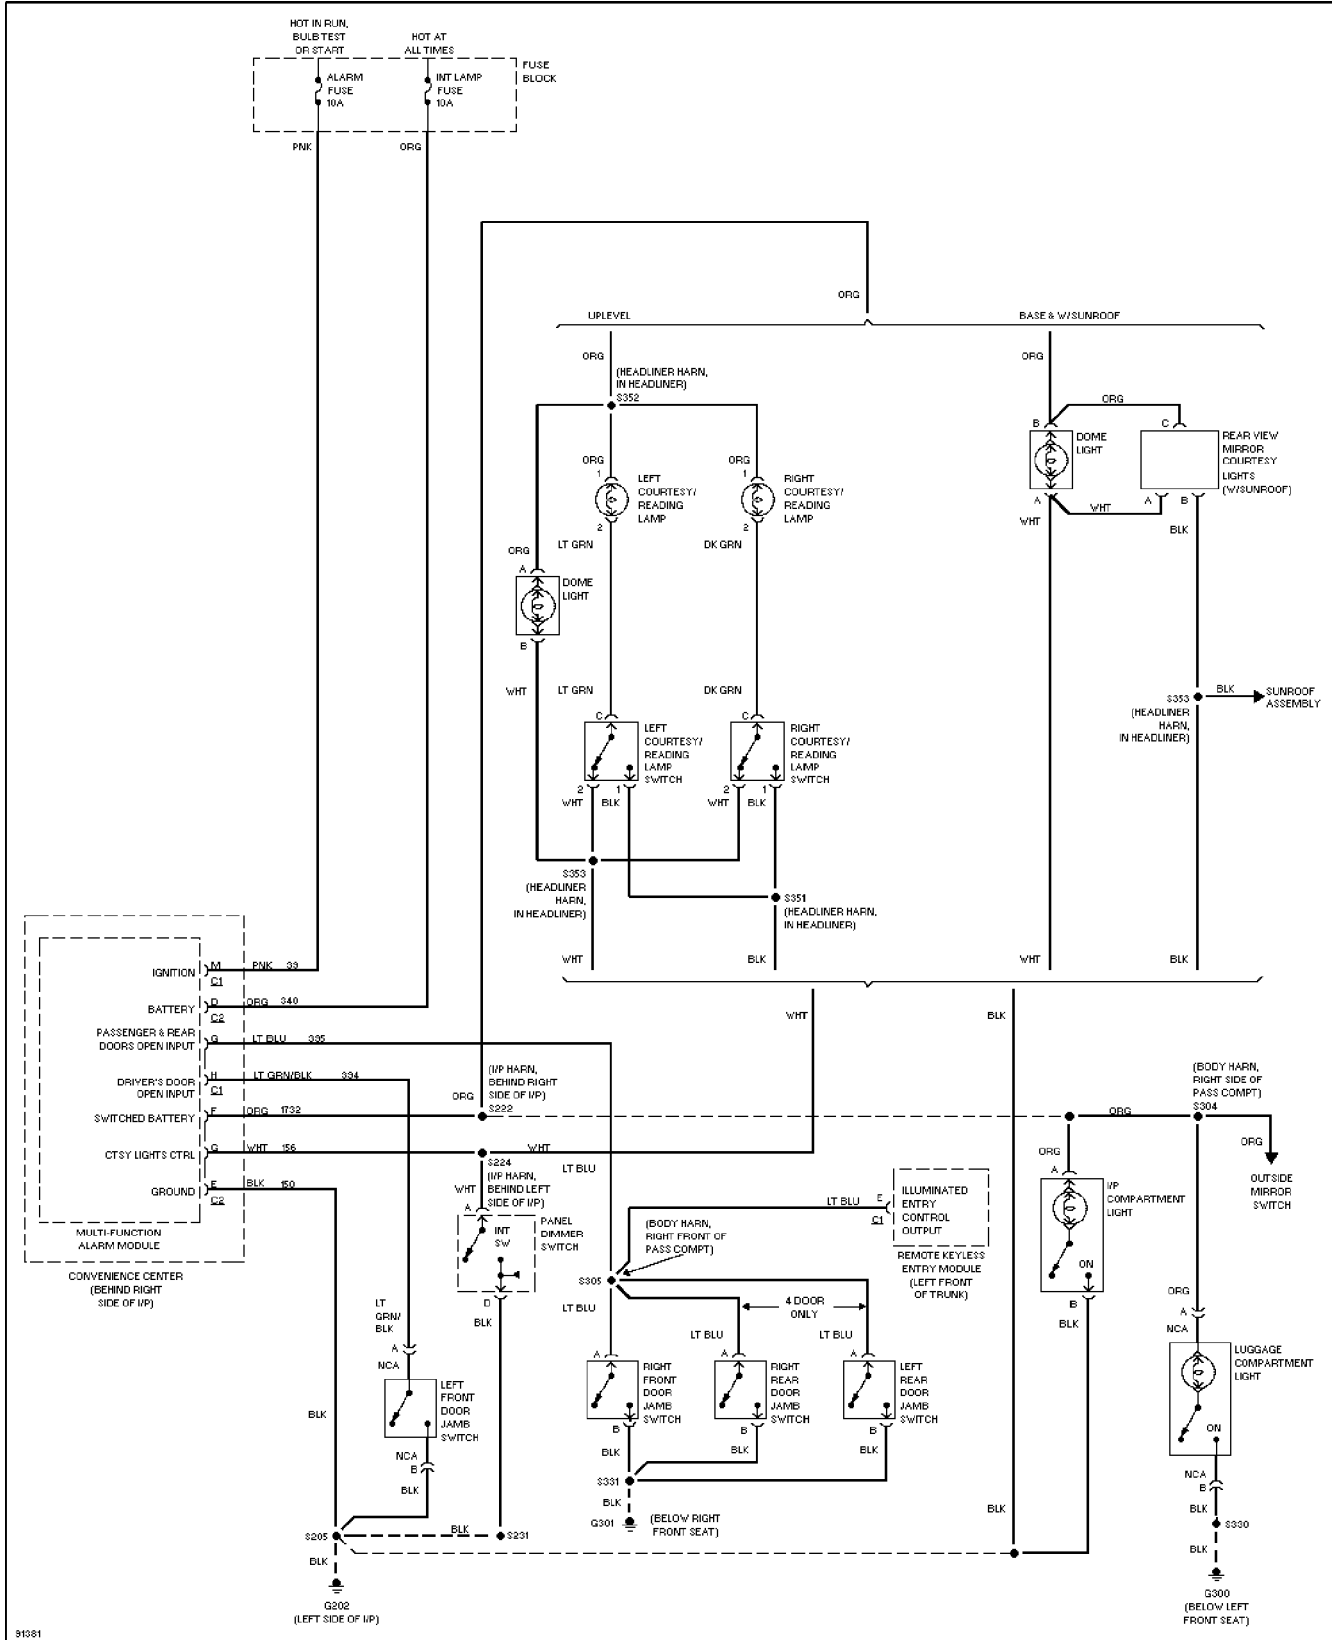 HOT IN RUN,
BULB TEST
OR START
HOT AT
ALL TIMES
FUSE
BLOCK
ALARM
FUSE
10A
INT LAMP
FUSE
10A
PNK
ORG
ORG
UPLEVEL
BASE & W/SUNROOF
ORG
(HEADLINER HARN,
IN HEADLINER)
S352
ORG
ORG
B
C
DOME
LIGHT
REAR VIEW
MIRROR
COURTESY
LIGHTS
(W/SUNROOF)
A
WHT
WHT
A
B
BLK
ORG
1
LEFT
COURTESY/
READING
LAMP
2
LT GRN
ORG
1
RIGHT
COURTESY/
READING
LAMP
2
DK GRN
ORG
A
DOME
LIGHT
B
WHT
LT GRN
DK GRN
C
LEFT
COURTESY/
READING
LAMP
SWITCH
C
RIGHT
COURTESY/
READING
LAMP
SWITCH
2
1
WHT
BLK
2
1
WHT
BLK
S353
(HEADLINER
HARN,
IN HEADLINER)
BLK
SUNROOF
ASSEMBLY
S353
(HEADLINER
HARN,
IN HEADLINER)
S351
(HEADLINER HARN,
IN HEADLINER)
WHT
BLK
WHT
BLK
IGNITION
M
C1
PNK 39
BATTERY
D
C2
ORG 340
PASSENGER & REAR
DOORS OPEN INPUT
G
LT BLU 395
DRIVER'S DOOR
OPEN INPUT
H
C1
LT GRN/BLK 394
SWITCHED BATTERY
F
ORG 1732
CTSY LIGHTS CTRL
G
WHT 156
GROUND
E
C2
BLK 150
MULTI-FUNCTION
ALARM MODULE
CONVENIENCE CENTER
(BEHIND RIGHT
SIDE OF I/P)
WHT
BLK
ORG
(I/P HARN,
BEHIND RIGHT
SIDE OF I/P)
S222
WHT
S224
(I/P HARN,
BEHIND LEFT
SIDE OF I/P)
WHT
A
INT
SW
PANEL
DIMMER
SWITCH
D
BLK
LT BLU
(BODY HARN,
RIGHT FRONT OF
PASS COMPT)
LT BLU
E
C1
ILLUMINATED
ENTRY
CONTROL
OUTPUT
REMOTE KEYLESS
ENTRY MODULE
(LEFT FRONT
OF TRUNK)
ORG
(BODY HARN,
RIGHT SIDE OF
PASS COMPT)
S304
ORG
OUTSIDE
MIRROR
SWITCH
ORG
A
I/P
COMPARTMENT
LIGHT
ON
B
BLK
S305
LT BLU
4 DOOR
ONLY
LT BLU
LT BLU
A
RIGHT
FRONT
DOOR
JAMB
SWITCH
B
BLK
A
RIGHT
REAR
DOOR
JAMB
SWITCH
B
BLK
A
LEFT
REAR
DOOR
JAMB
SWITCH
B
BLK
LT
GRN/
BLK
A
NCA
LEFT
FRONT
DOOR
JAMB
SWITCH
NCA
B
BLK
BLK
ORG
A
NCA
LUGGAGE
COMPARTMENT
LIGHT
ON
NCA
B
BLK
S330
BLK
G300
(BELOW LEFT
FRONT SEAT)
S331
BLK
G301
(BELOW RIGHT
FRONT SEAT)
BLK
S205
BLK
S231
BLK
G202
(LEFT SIDE OF I/P)
91381